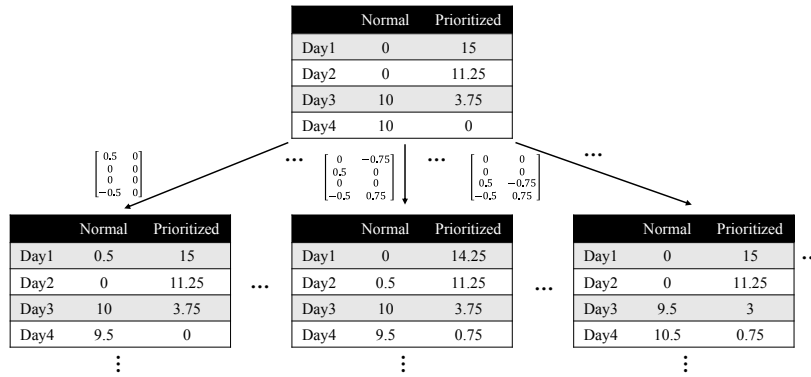 Normal Prioritized
Day1 0 15
Day2 0 11.25
Day3 10 3.75
Day4 10 0
... ... ...
0.5 0
0 0
0 0
−0.5 0
0 −0.75
0.5 0
0 0
−0.5 0.75
0 0
0 0
0.5 −0.75
−0.5 0.75
Normal Prioritized
Day1 0.5 15
Day2 0 11.25
Day3 10 3.75
Day4 9.5 0
...
Normal Prioritized
Day1 0 14.25
Day2 0.5 11.25
Day3 10 3.75
Day4 9.5 0.75
...
Normal Prioritized
Day1 0 15
Day2 0 11.25
Day3 9.5 3
Day4 10.5 0.75
...